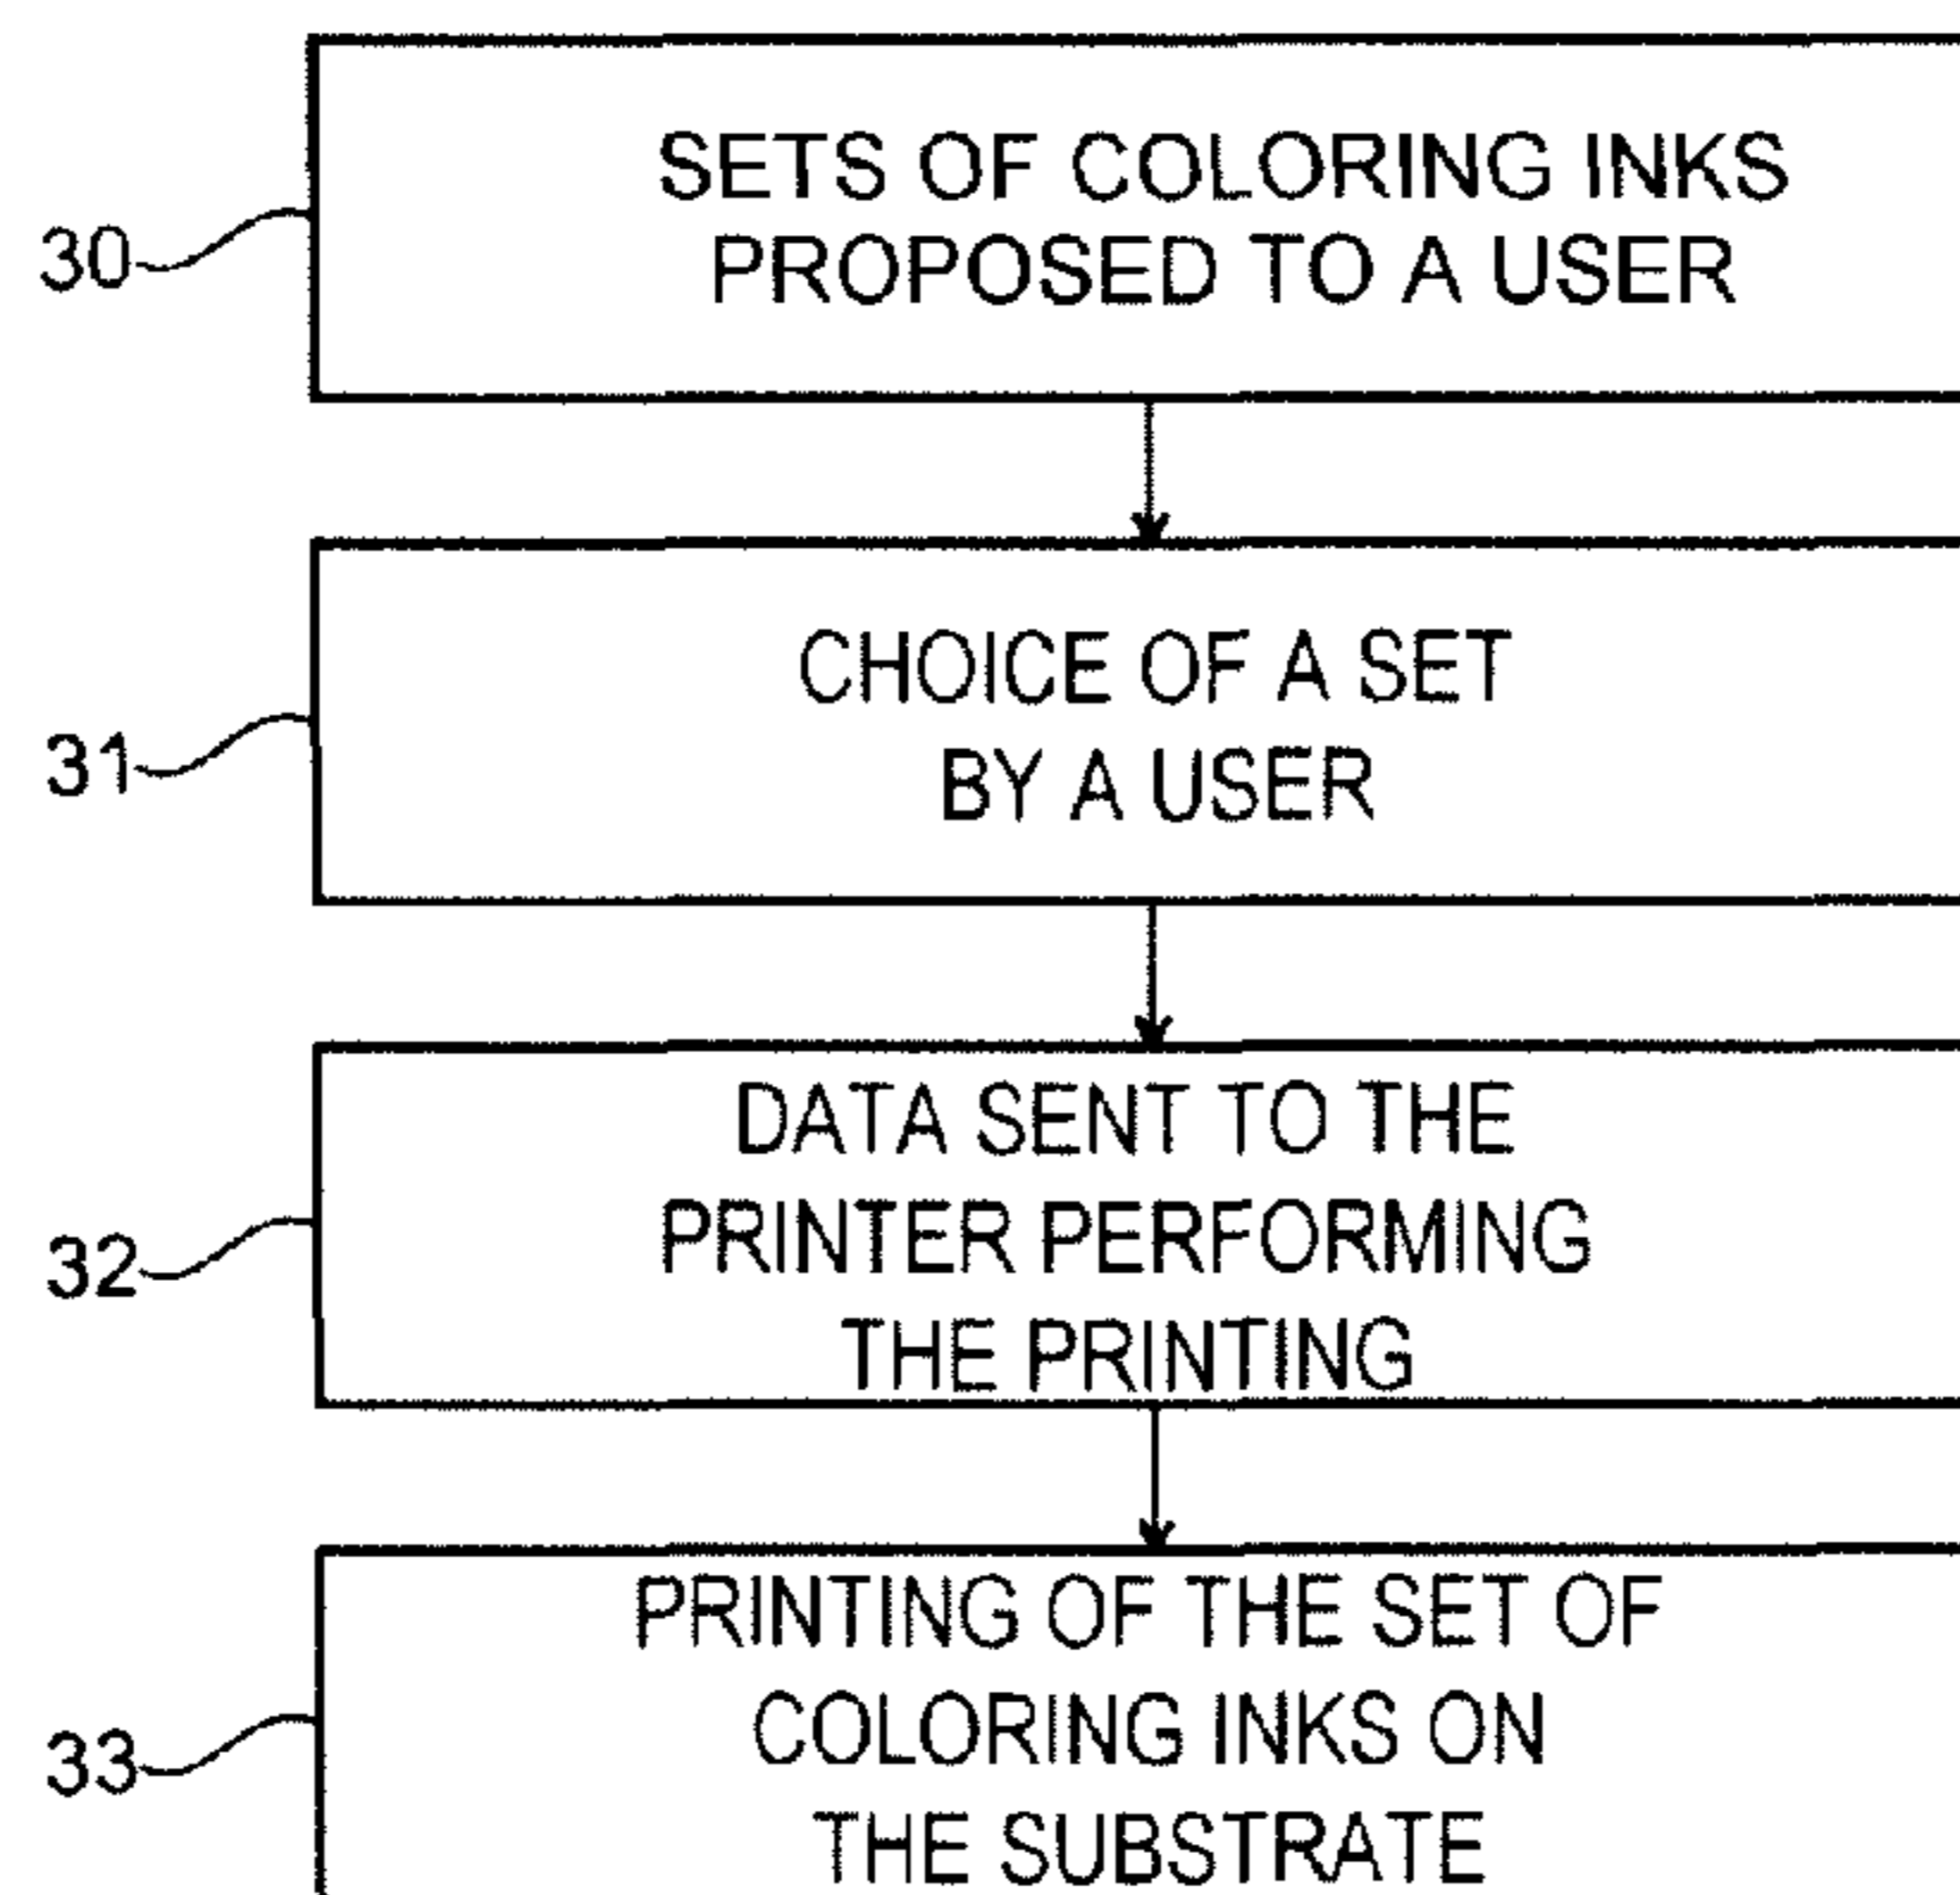 SETS OF COLORING INKS
PROPOSED TO A USER
30
CHOICE OF A SET
BY A USER
31
DATA SENT TO THE
PRINTER PERFORMING
THE PRINTING
32
PRINTING OF THE SET OF
COLORING INKS ON
THE SUBSTRATE
33